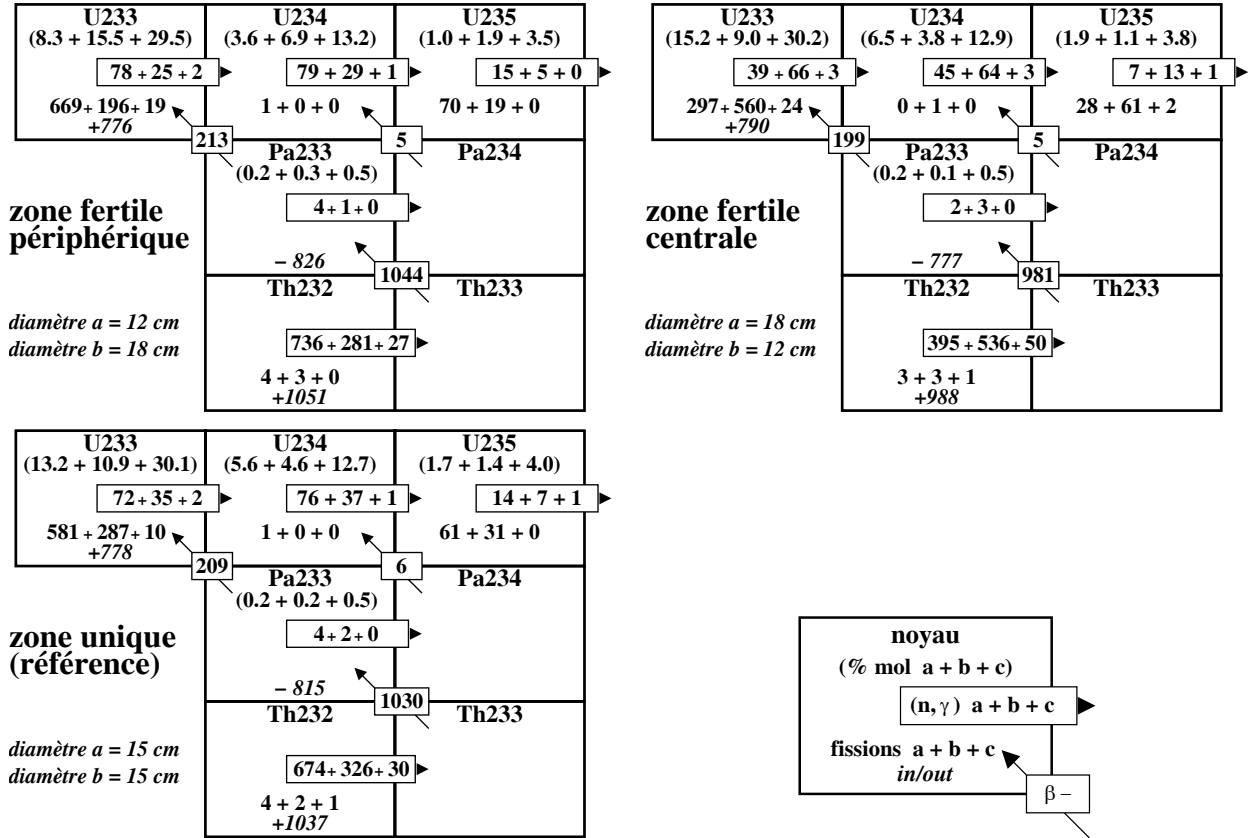 U233 U234 U235
(8.3 + 15.5 + 29.5) (3.6 + 6.9 + 13.2) (1.0 + 1.9 + 3.5)
78 + 25 + 2 79 + 29 + 1 15 + 5 + 0
669 + 196 + 19 1 + 0 + 0 70 + 19 + 0
+776
213 5
Pa233 Pa234
(0.2 + 0.3 + 0.5)
4 + 1 + 0
zone fertile
périphérique
– 826
1044
Th232 Th233
diamètre a = 12 cm
diamètre b = 18 cm
736 + 281 + 27
4 + 3 + 0
+1051
U233 U234 U235
(15.2 + 9.0 + 30.2) (6.5 + 3.8 + 12.9) (1.9 + 1.1 + 3.8)
39 + 66 + 3 45 + 64 + 3 7 + 13 + 1
297 + 560 + 24 0 + 1 + 0 28 + 61 + 2
+790
199 5
Pa233 Pa234
(0.2 + 0.1 + 0.5)
2 + 3 + 0
zone fertile
centrale
– 777
981
Th232 Th233
diamètre a = 18 cm
diamètre b = 12 cm
395 + 536 + 50
3 + 3 + 1
+988
U233 U234 U235
(13.2 + 10.9 + 30.1) (5.6 + 4.6 + 12.7) (1.7 + 1.4 + 4.0)
72 + 35 + 2 76 + 37 + 1 14 + 7 + 1
581 + 287 + 10 1 + 0 + 0 61 + 31 + 0
+778
209 6
Pa233 Pa234
(0.2 + 0.2 + 0.5)
4 + 2 + 0
zone unique
(référence)
– 815
1030
Th232 Th233
diamètre a = 15 cm
diamètre b = 15 cm
674 + 326 + 30
4 + 2 + 1
+1037
noyau
(% mol a + b + c)
(n, γ) a + b + c
fissions a + b + c
in/out
β –